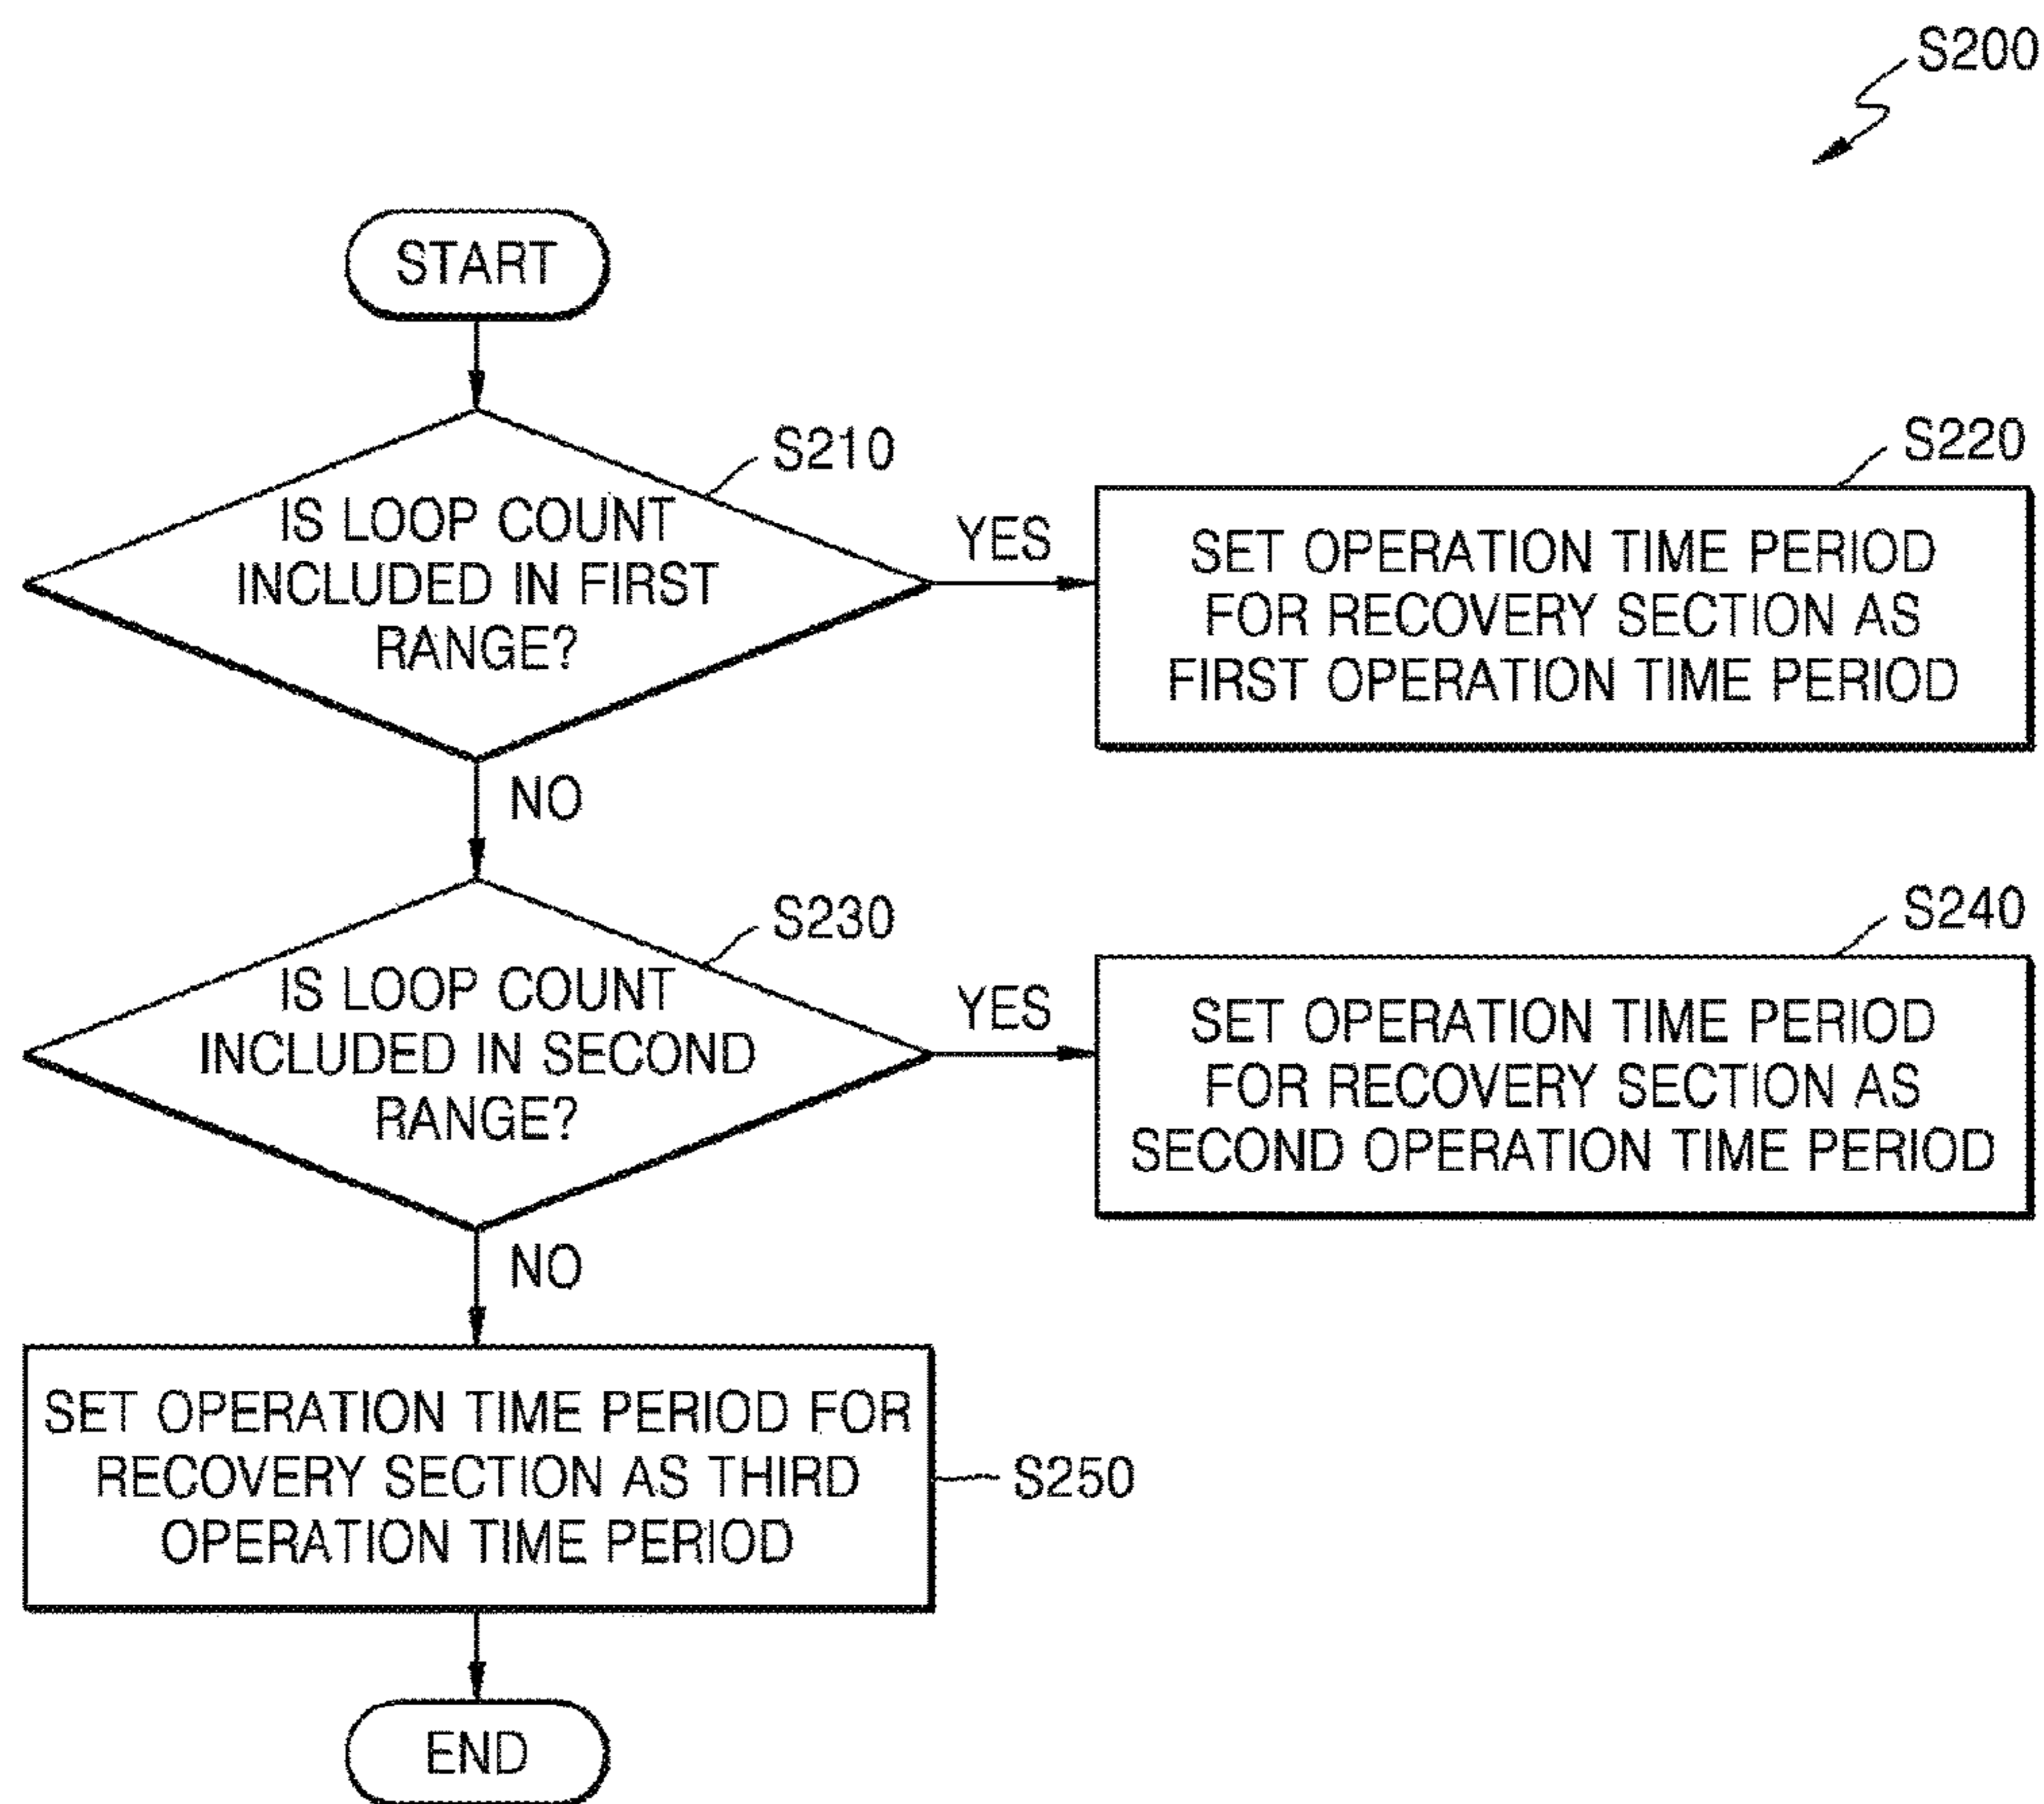 S200
START
S210
IS LOOP COUNT
INCLUDED IN FIRST
RANGE?
YES
S220
SET OPERATION TIME PERIOD
FOR RECOVERY SECTION AS
FIRST OPERATION TIME PERIOD
NO
S230
IS LOOP COUNT
INCLUDED IN SECOND
RANGE?
YES
S240
SET OPERATION TIME PERIOD
FOR RECOVERY SECTION AS
SECOND OPERATION TIME PERIOD
NO
SET OPERATION TIME PERIOD FOR
RECOVERY SECTION AS THIRD
OPERATION TIME PERIOD
S250
END